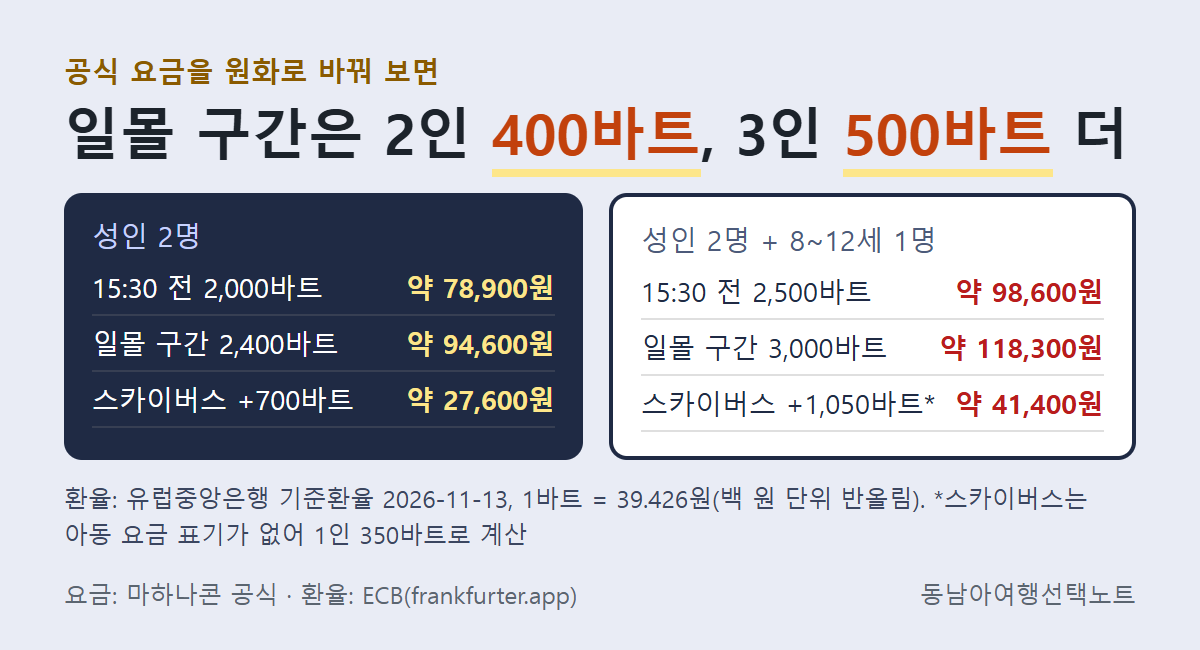 공식 요금을 원화로 바꿔 보면
일몰 구간은 2인 400바트, 3인 500바트 더
성인 2명
15:30 전 2,000바트 약 78,900원
일몰 구간 2,400바트 약 94,600원
스카이버스 +700바트 약 27,600원
성인 2명 + 8~12세 1명
15:30 전 2,500바트 약 98,600원
일몰 구간 3,000바트 약 118,300원
스카이버스 +1,050바트* 약 41,400원
환율: 유럽중앙은행 기준환율 2026-11-13, 1바트 = 39.426원(백 원 단위 반올림). *스카이버스는
아동 요금 표기가 없어 1인 350바트로 계산
요금: 마하나콘 공식 · 환율: ECB(frankfurter.app)
동남아여행선택노트